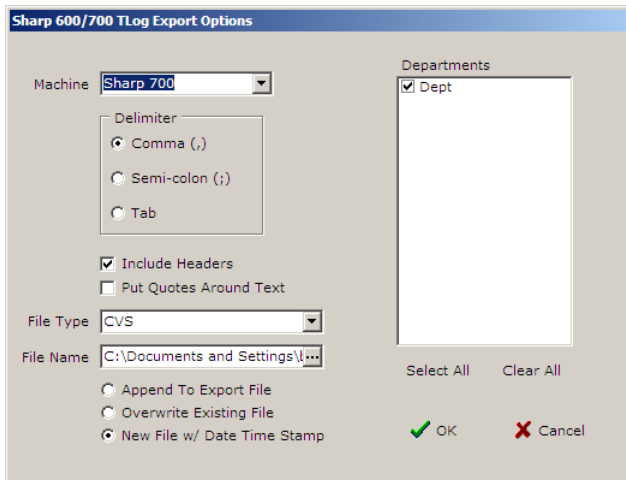 Sharp 600/700 TLog Export Options
Machine Sharp 700
Delimiter
Comma (,)
Semi-colon (;)
Tab
Include Headers
Put Quotes Around Text
File Type CVS
File Name C:\Documents and Settings\ ...
Append To Export File
Overwrite Existing File
New File w/ Date Time Stamp
Departments
Dept
Select All Clear All
OK Cancel